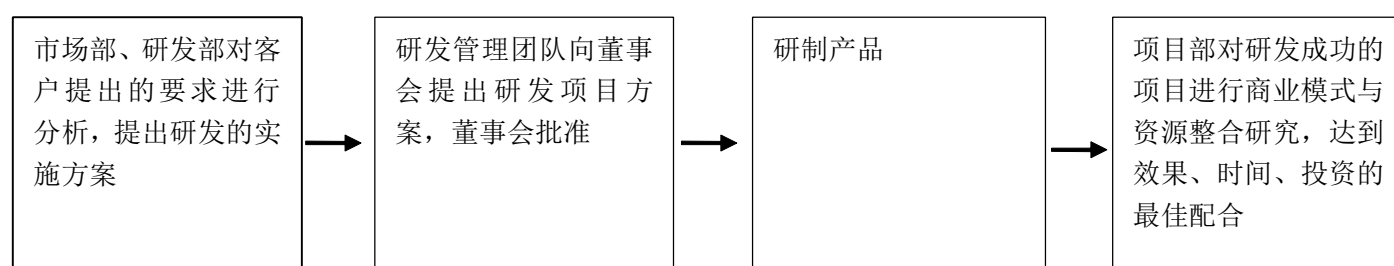 市场部、研发部对客
户提出的要求进行
分析，提出研发的实
施方案
研发管理团队向董事
会提出研发项目方
案，董事会批准
研制产品
项目部对研发成功的
项目进行商业模式与
资源整合研究，达到
效果、时间、投资的
最佳配合